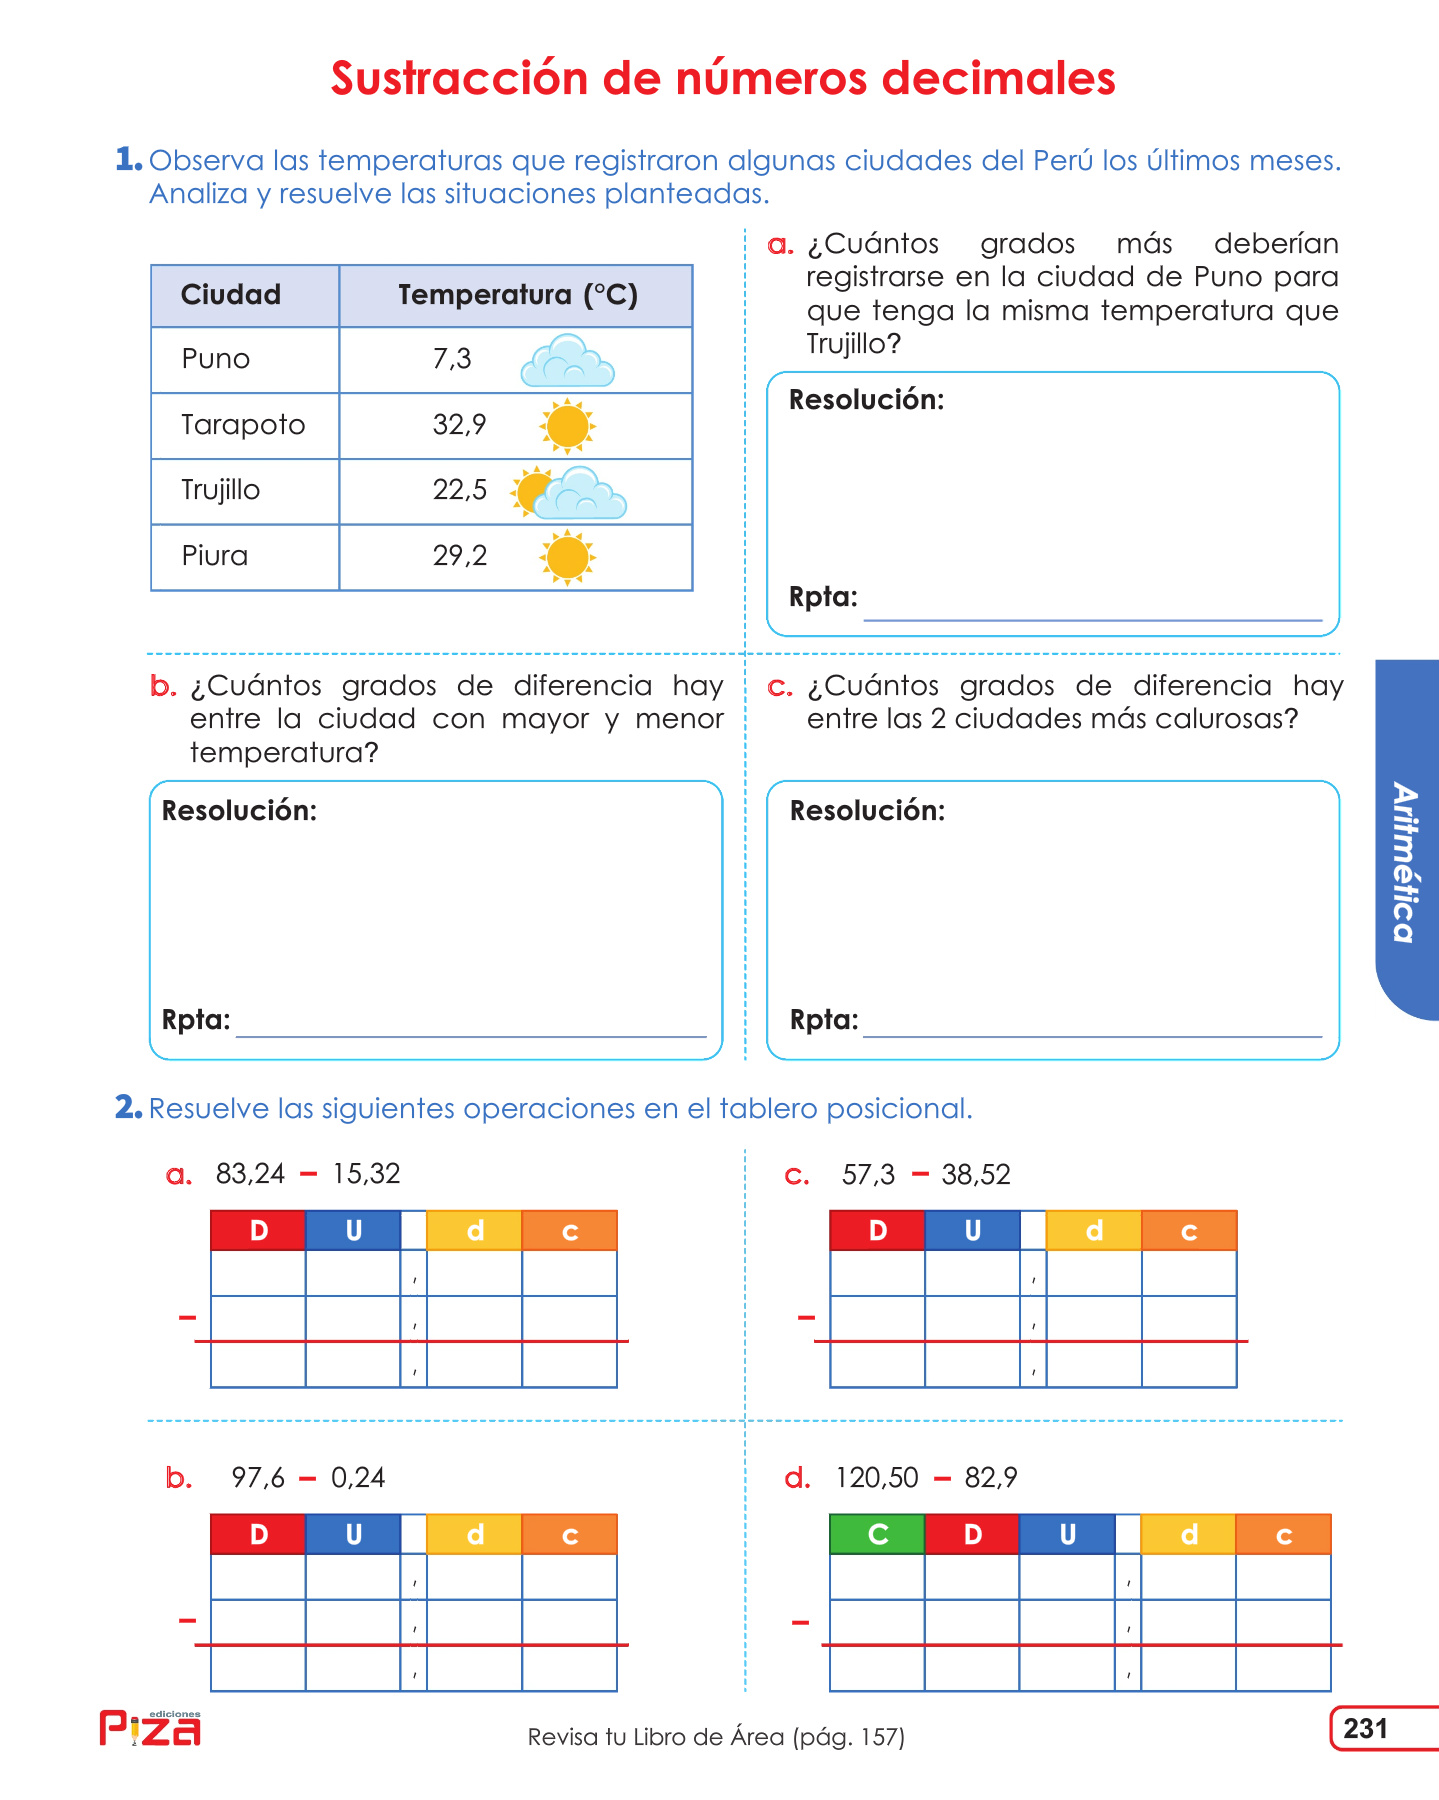 Sustracción de números decimales
1. Observa las temperaturas que registraron algunas ciudades del Perú los últimos meses.
Analiza y resuelve las situaciones planteadas.
Ciudad Temperatura (°C)
Puno 7,3
Tarapoto 32,9
Trujillo 22,5
Piura 29,2
a. ¿Cuántos grados más deberían
registrarse en la ciudad de Puno para
que tenga la misma temperatura que
Trujillo?
Resolución:
Rpta:
b. ¿Cuántos grados de diferencia hay
entre la ciudad con mayor y menor
temperatura?
Resolución:
Rpta:
c. ¿Cuántos grados de diferencia hay
entre las 2 ciudades más calurosas?
Resolución:
Rpta:
Aritmética
2. Resuelve las siguientes operaciones en el tablero posicional.
a. 83,24 – 15,32
D U d c
,
– ,
,
c. 57,3 – 38,52
D U d c
,
– ,
,
b. 97,6 – 0,24
D U d c
,
– ,
,
d. 120,50 – 82,9
C D U d c
,
– ,
,
ediciones
Piza
Revisa tu Libro de Área (pág. 157)
231